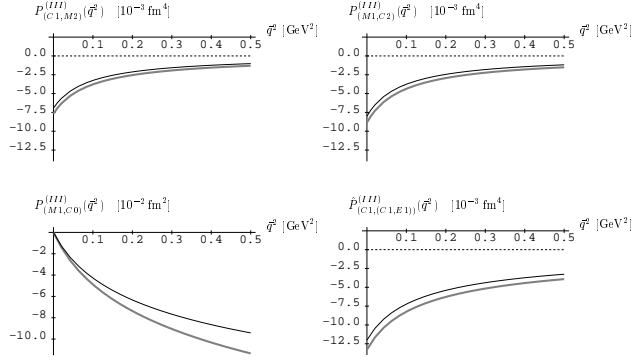 P^{(III)}_{(C1,M2)}(q̄²) [10⁻³ fm⁴]
q̄² [GeV²]
0.1 0.2 0.3 0.4 0.5
0.0
−2.5
−5.0
−7.5
−10.0
−12.5
P^{(III)}_{(M1,C2)}(q̄²) [10⁻³ fm⁴]
q̄² [GeV²]
0.1 0.2 0.3 0.4 0.5
0.0
−2.5
−5.0
−7.5
−10.0
−12.5
P^{(III)}_{(M1,C0)}(q̄²) [10⁻² fm²]
q̄² [GeV²]
0.1 0.2 0.3 0.4 0.5
−2
−4
−6
−8
−10.0
P̂^{(III)}_{(C1,(C1,E1))}(q̄²) [10⁻³ fm⁴]
q̄² [GeV²]
0.1 0.2 0.3 0.4 0.5
0.0
−2.5
−5.0
−7.5
−10.0
−12.5